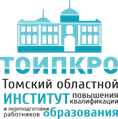 ТОИПКРО
Томский областной
ИНСТИТУТ повышения квалификации
и переподготовки работников образования